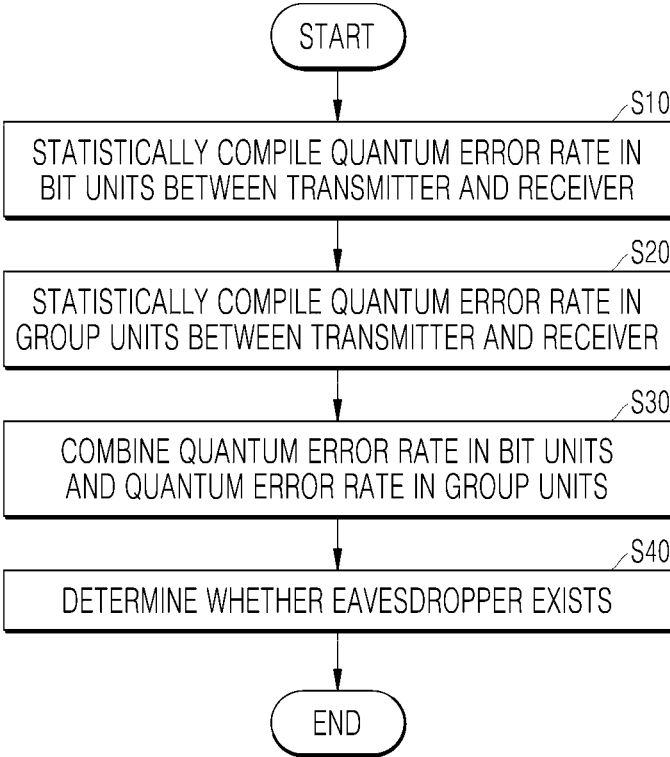 START
S10
STATISTICALLY COMPILE QUANTUM ERROR RATE IN
BIT UNITS BETWEEN TRANSMITTER AND RECEIVER
S20
STATISTICALLY COMPILE QUANTUM ERROR RATE IN
GROUP UNITS BETWEEN TRANSMITTER AND RECEIVER
S30
COMBINE QUANTUM ERROR RATE IN BIT UNITS
AND QUANTUM ERROR RATE IN GROUP UNITS
S40
DETERMINE WHETHER EAVESDROPPER EXISTS
END